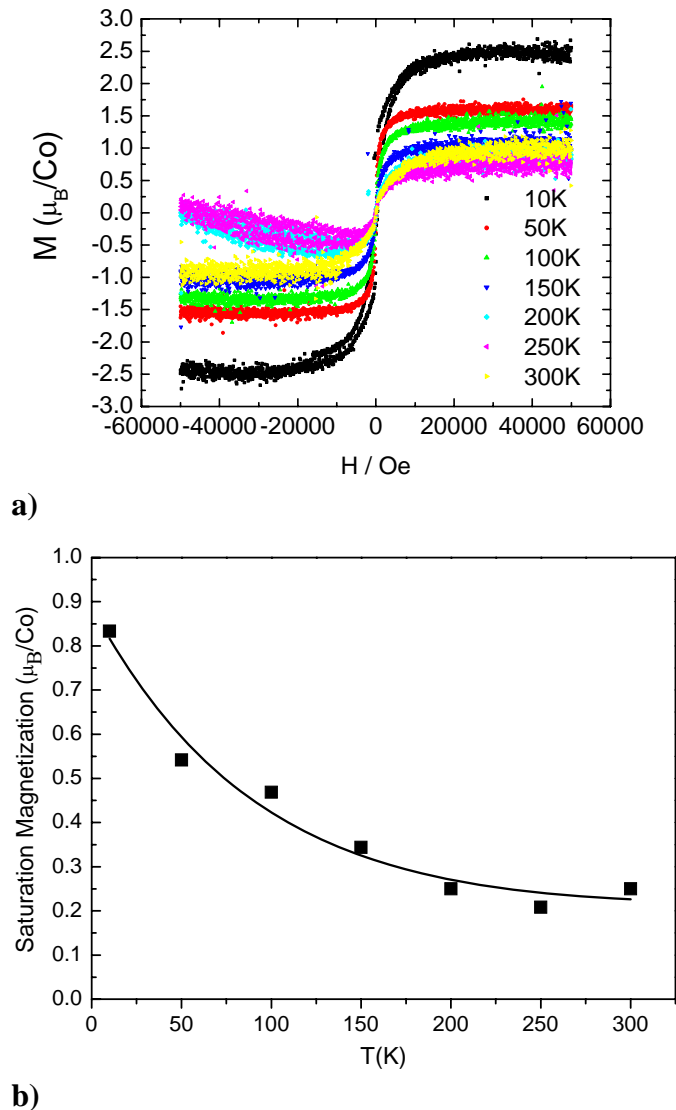 3.0
2.5
2.0
1.5
1.0
0.5
0.0
-0.5
-1.0
-1.5
-2.0
-2.5
-3.0
M (μB/Co)
10K
50K
100K
150K
200K
250K
300K
-60000 -40000 -20000 0 20000 40000 60000
H / Oe
a)
1.0
0.9
0.8
0.7
0.6
0.5
0.4
0.3
0.2
0.1
0.0
Saturation Magnetization (μB/Co)
0 50 100 150 200 250 300
T(K)
b)